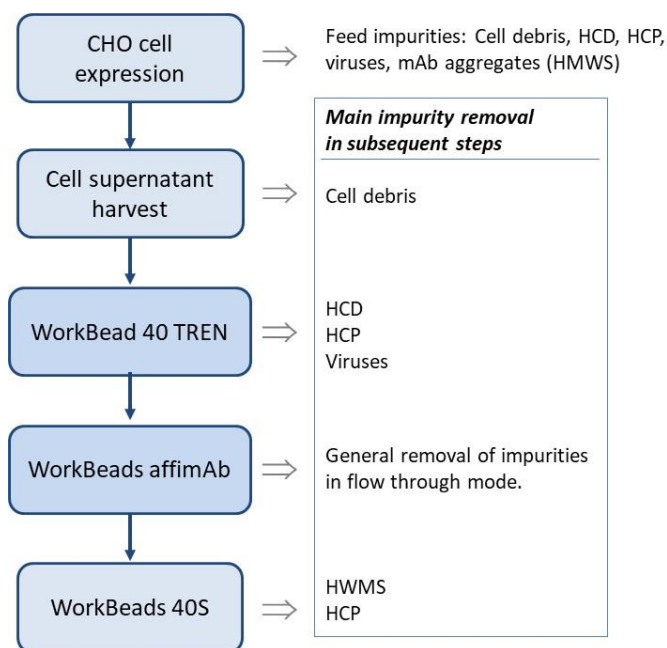 CHO cell
expression
Feed impurities: Cell debris, HCD, HCP,
viruses, mAb aggregates (HMWS)
Main impurity removal
in subsequent steps
Cell supernatant
harvest
Cell debris
WorkBead 40 TREN
HCD
HCP
Viruses
WorkBeads affimAb
General removal of impurities
in flow through mode.
WorkBeads 40S
HWMS
HCP